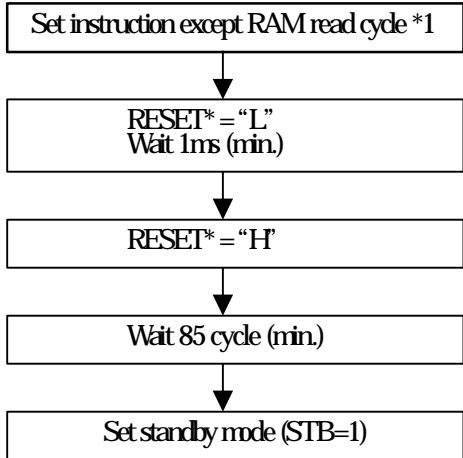 Set instruction except RAM read cycle *1
RESET* = “L”
Wait 1ms (min.)
RESET* = “H”
Wait 85 cycle (min.)
Set standby mode (STB=1)